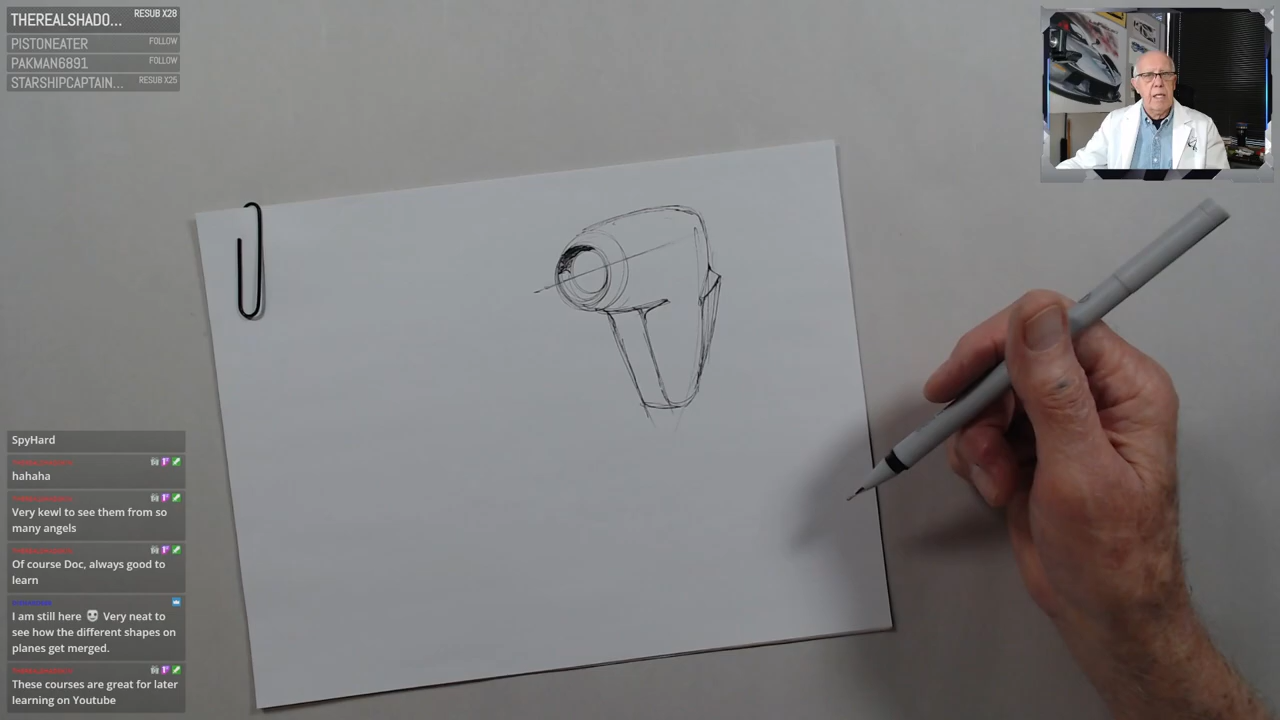 THEREALSHADO... RESUB X28
PISTONEATER FOLLOW
PAKMAN6891 FOLLOW
STARSHIPCAPTAIN... RESUB X25
SpyHard
hahaha
Very kewl to see them from so
many angels
Of course Doc, always good to
learn
I am still here Very neat to
see how the different shapes on
planes get merged.
These courses are great for later
learning on Youtube